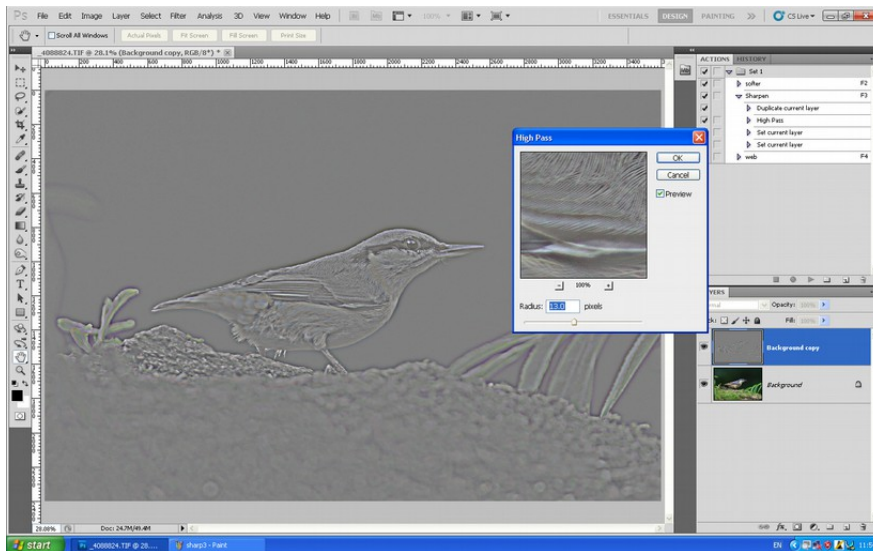 Ps File Edit Image Layer Select Filter Analysis 3D View Window Help 100% ESSENTIALS DESIGN PAINTING CS Live
Scroll All Windows Actual Pixels Fit Screen Fill Screen Print Size
_4088824.TIF @ 28.1% (Background copy, RGB/8*) *
ACTIONS HISTORY
Set 1
softer F2
Sharpen F3
Duplicate current layer
High Pass
Set current layer
Set current layer
web F4
High Pass
OK
Cancel
Preview
100%
Radius: 13.0 pixels
Opacity:
Fill:
Background copy
Background
28.08% Doc: 24.7M/49.4M
start _4088824.TIF @ 28.... sharp3 - Paint EN